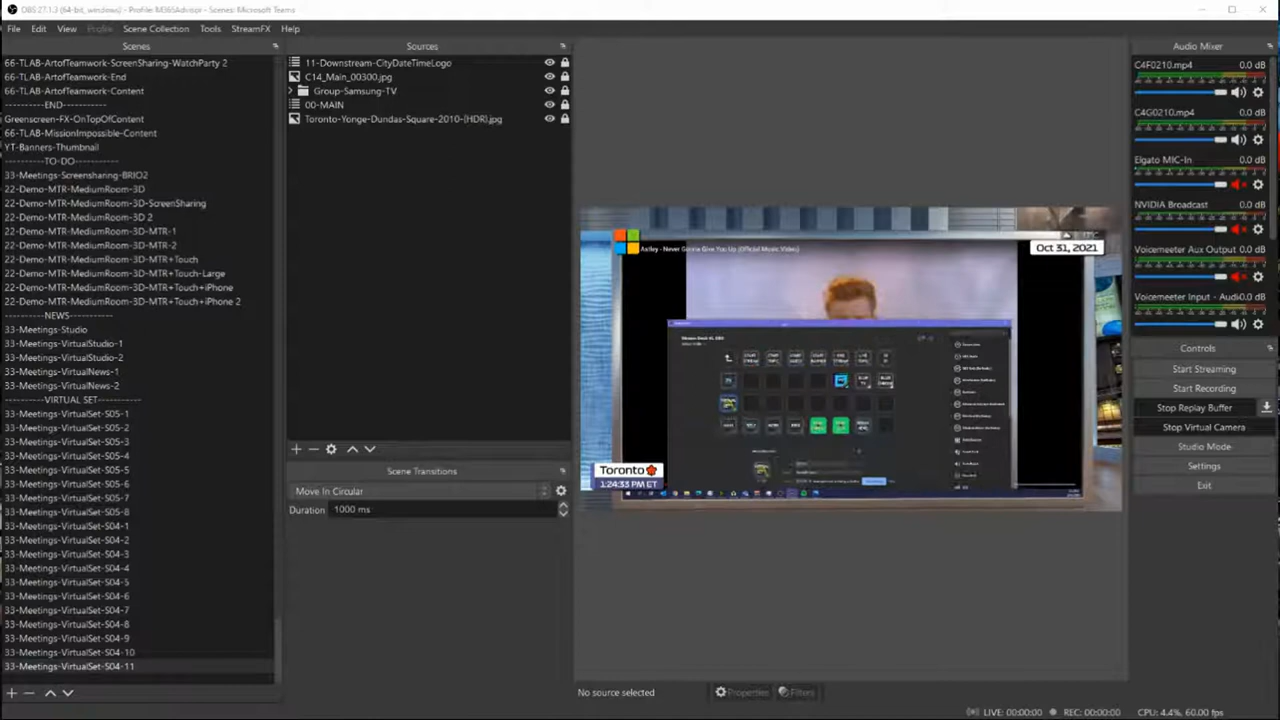 OBS 27.1.3 (64-bit, windows) - Profile: M365Advisor - Scenes: Microsoft Teams
File Edit View Profile Scene Collection Tools StreamFX Help
Scenes
66-TLAB-ArtofTeamwork-ScreenSharing-WatchParty 2
66-TLAB-ArtofTeamwork-End
66-TLAB-ArtofTeamwork-Content
----------END----------
Greenscreen-FX-OnTopOfContent
66-TLAB-MissionImpossible-Content
YT-Banners-Thumbnail
----------TO-DO----------
33-Meetings-Screensharing-BRIO2
22-Demo-MTR-MediumRoom-3D
22-Demo-MTR-MediumRoom-3D-ScreenSharing
22-Demo-MTR-MediumRoom-3D 2
22-Demo-MTR-MediumRoom-3D-MTR-1
22-Demo-MTR-MediumRoom-3D-MTR-2
22-Demo-MTR-MediumRoom-3D-MTR+Touch
22-Demo-MTR-MediumRoom-3D-MTR+Touch-Large
22-Demo-MTR-MediumRoom-3D-MTR+Touch+iPhone
22-Demo-MTR-MediumRoom-3D-MTR+Touch+iPhone 2
----------NEWS----------
33-Meetings-Studio
33-Meetings-VirtualStudio-1
33-Meetings-VirtualStudio-2
33-Meetings-VirtualNews-1
33-Meetings-VirtualNews-2
----------VIRTUAL SET----------
33-Meetings-VirtualSet-S05-1
33-Meetings-VirtualSet-S05-2
33-Meetings-VirtualSet-S05-3
33-Meetings-VirtualSet-S05-4
33-Meetings-VirtualSet-S05-5
33-Meetings-VirtualSet-S05-6
33-Meetings-VirtualSet-S05-7
33-Meetings-VirtualSet-S05-8
33-Meetings-VirtualSet-S04-1
33-Meetings-VirtualSet-S04-2
33-Meetings-VirtualSet-S04-3
33-Meetings-VirtualSet-S04-4
33-Meetings-VirtualSet-S04-5
33-Meetings-VirtualSet-S04-6
33-Meetings-VirtualSet-S04-7
33-Meetings-VirtualSet-S04-8
33-Meetings-VirtualSet-S04-9
33-Meetings-VirtualSet-S04-10
33-Meetings-VirtualSet-S04-11
Sources
11-Downstream-CityDateTimeLogo
C14_Main_00300.jpg
Group-Samsung-TV
00-MAIN
Toronto-Yonge-Dundas-Square-2010-(HDR).jpg
Scene Transitions
Move In Circular
Duration 1000 ms
Astley - Never Gonna Give You Up (Official Music Video)
Oct 31, 2021
Toronto
1:24:33 PM ET
No source selected
Properties Filters
Audio Mixer
C4F0210.mp4 0.0 dB
C4G0210.mp4 0.0 dB
Elgato MIC-In 0.0 dB
NVIDIA Broadcast 0.0 dB
Voicemeeter Aux Output 0.0 dB
Voicemeeter Input - Audi 0.0 dB
Controls
Start Streaming
Start Recording
Stop Replay Buffer
Stop Virtual Camera
Studio Mode
Settings
Exit
LIVE: 00:00:00 REC: 00:00:00 CPU: 4.4%, 60.00 fps